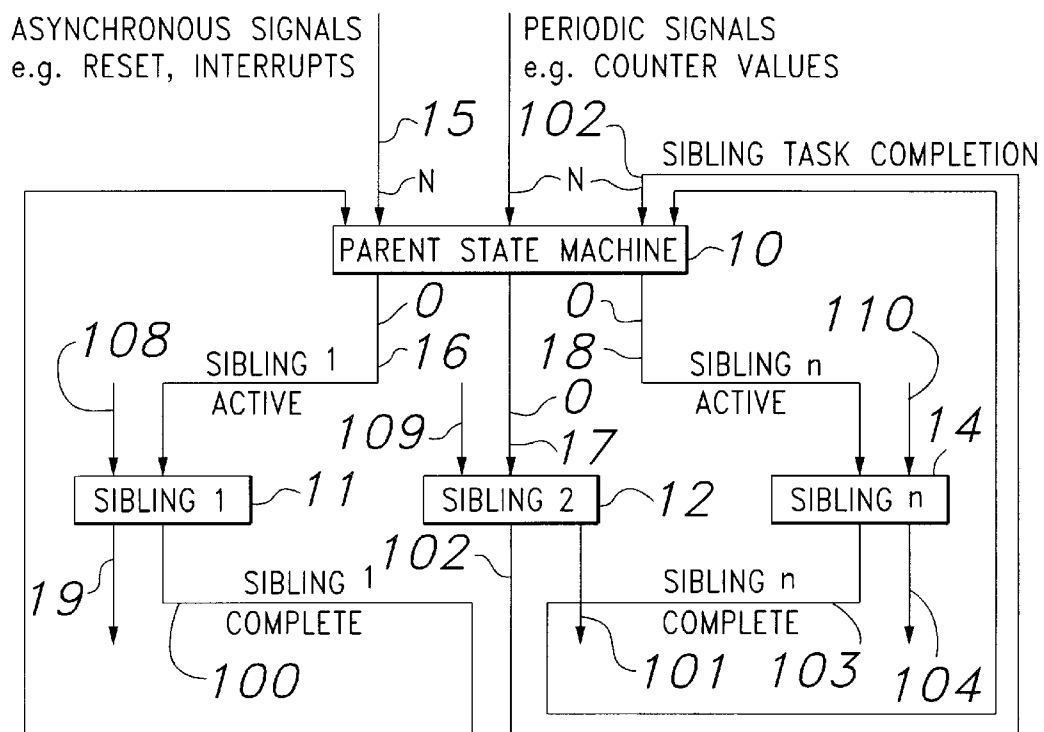 ASYNCHRONOUS SIGNALS
e.g. RESET, INTERRUPTS
PERIODIC SIGNALS
e.g. COUNTER VALUES
15
102
SIBLING TASK COMPLETION
N
N
PARENT STATE MACHINE
10
0
0
108
16
18
110
SIBLING 1
ACTIVE
SIBLING n
ACTIVE
0
109
17
14
SIBLING 1
11
SIBLING 2
12
SIBLING n
19
102
SIBLING 1
COMPLETE
SIBLING n
COMPLETE
100
101
103
104